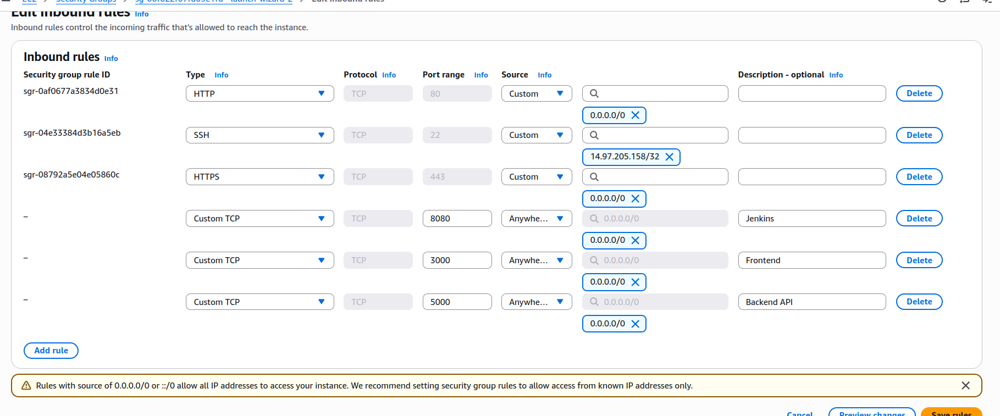 EC2 > Security Groups > - launch-wizard-2 > Edit inbound rules
Edit inbound rules Info
Inbound rules control the incoming traffic that's allowed to reach the instance.
Inbound rules Info
Security group rule ID Type Info Protocol Info Port range Info Source Info Description - optional Info
sgr-0af0677a3834d0e31 HTTP TCP 80 Custom Delete
0.0.0.0/0
sgr-04e33384d3b16a5eb SSH TCP 22 Custom Delete
14.97.205.158/32
sgr-08792a5e04e05860c HTTPS TCP 443 Custom Delete
0.0.0.0/0
– Custom TCP TCP 8080 Anywhe... 0.0.0.0/0 Jenkins Delete
0.0.0.0/0
– Custom TCP TCP 3000 Anywhe... 0.0.0.0/0 Frontend Delete
0.0.0.0/0
– Custom TCP TCP 5000 Anywhe... 0.0.0.0/0 Backend API Delete
0.0.0.0/0
Add rule
Rules with source of 0.0.0.0/0 or ::/0 allow all IP addresses to access your instance. We recommend setting security group rules to allow access from known IP addresses only.
Cancel Preview changes Save rules